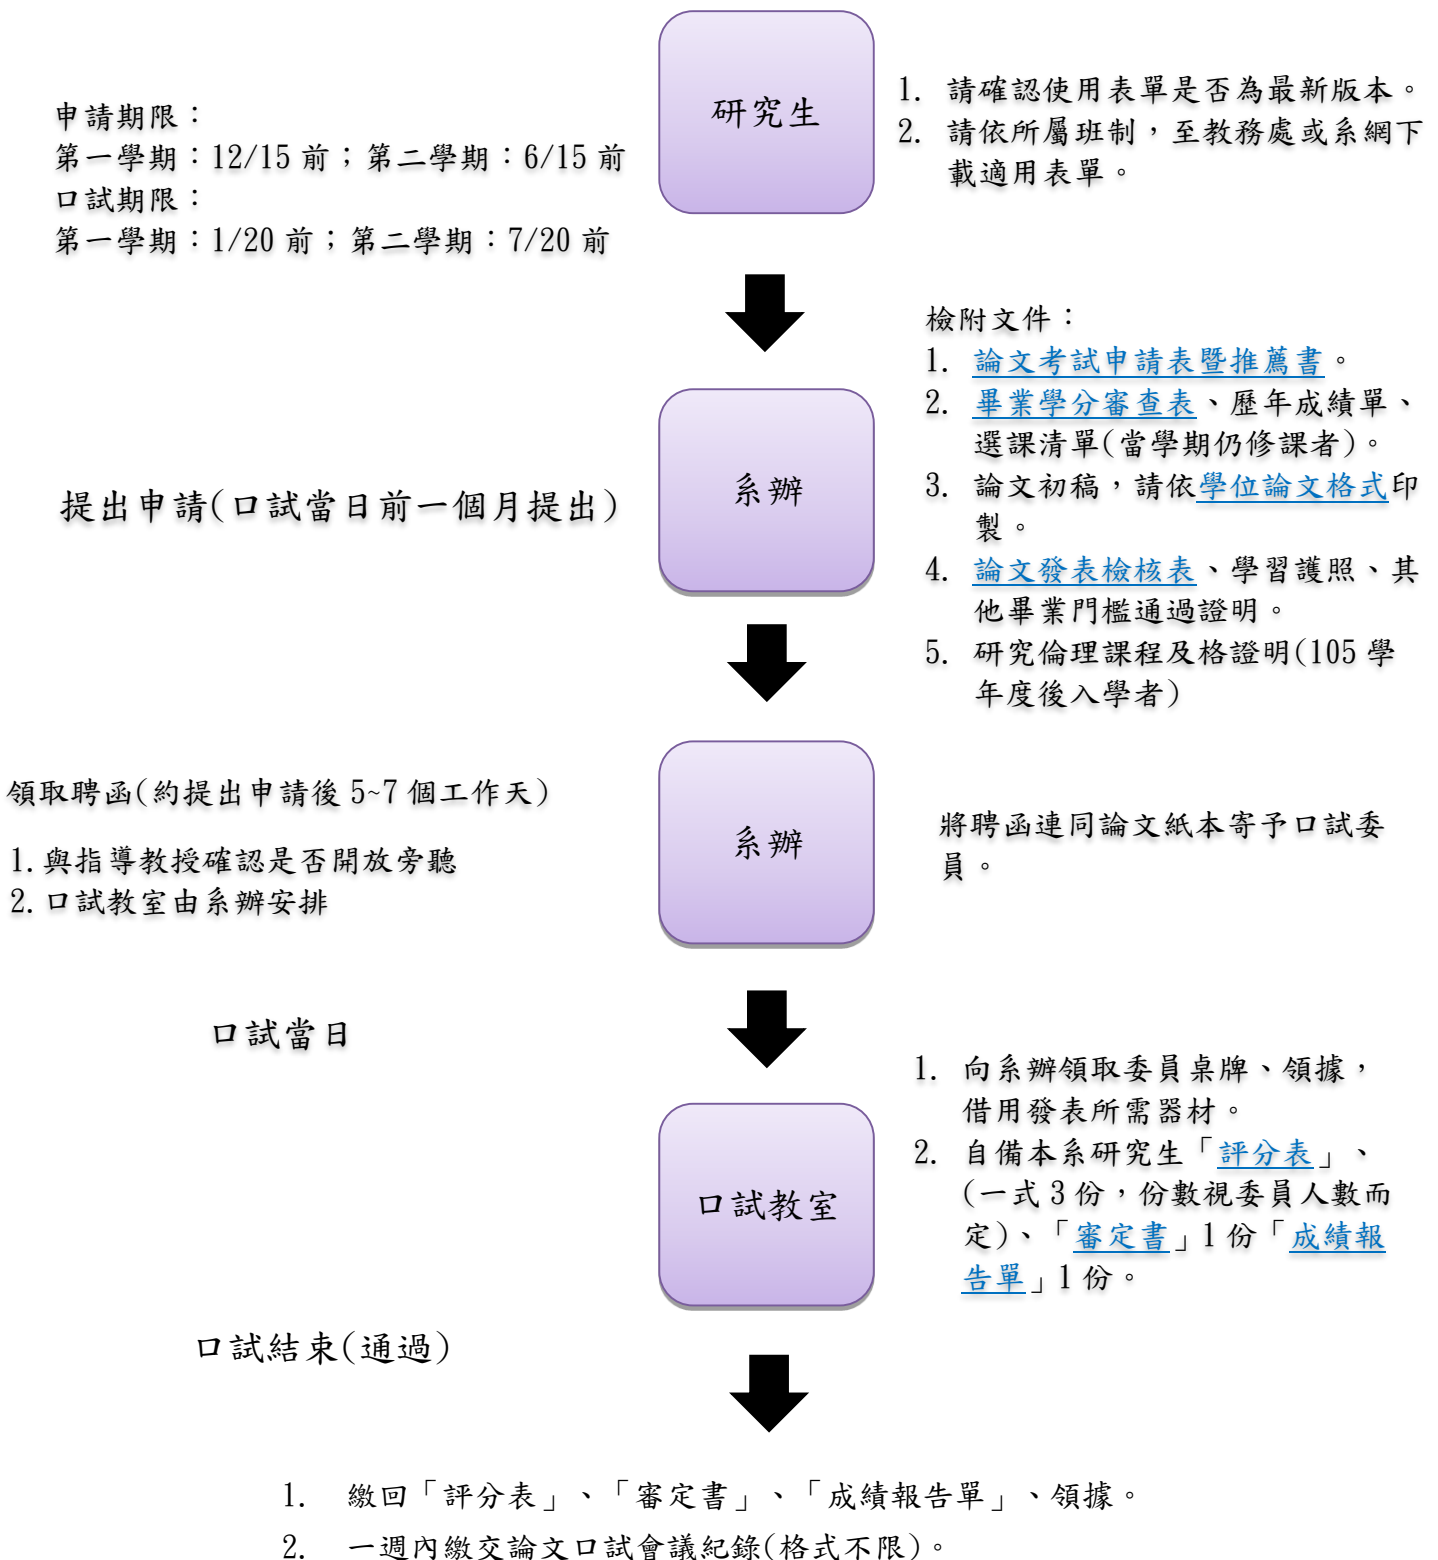 研究生
1. 請確認使用表單是否為最新版本。
2. 請依所屬班制，至教務處或系網下
載適用表單。
申請期限：
第一學期：12/15 前；第二學期：6/15 前
口試期限：
第一學期：1/20 前；第二學期：7/20 前
檢附文件：
1. 論文考試申請表暨推薦書。
2. 畢業學分審查表、歷年成績單、
選課清單(當學期仍修課者)。
3. 論文初稿，請依學位論文格式印
製。
4. 論文發表檢核表、學習護照、其
他畢業門檻通過證明。
5. 研究倫理課程及格證明(105 學
年度後入學者)
系辦
提出申請(口試當日前一個月提出)
領取聘函(約提出申請後 5~7 個工作天)
1.與指導教授確認是否開放旁聽
2.口試教室由系辦安排
系辦
將聘函連同論文紙本寄予口試委
員。
口試當日
1. 向系辦領取委員桌牌、領據，
借用發表所需器材。
2. 自備本系研究生「評分表」、
(一式 3 份，份數視委員人數而
定)、「審定書」1 份「成績報
告單」1 份。
口試教室
口試結束(通過)
1. 繳回「評分表」、「審定書」、「成績報告單」、領據。
2. 一週內繳交論文口試會議紀錄(格式不限)。